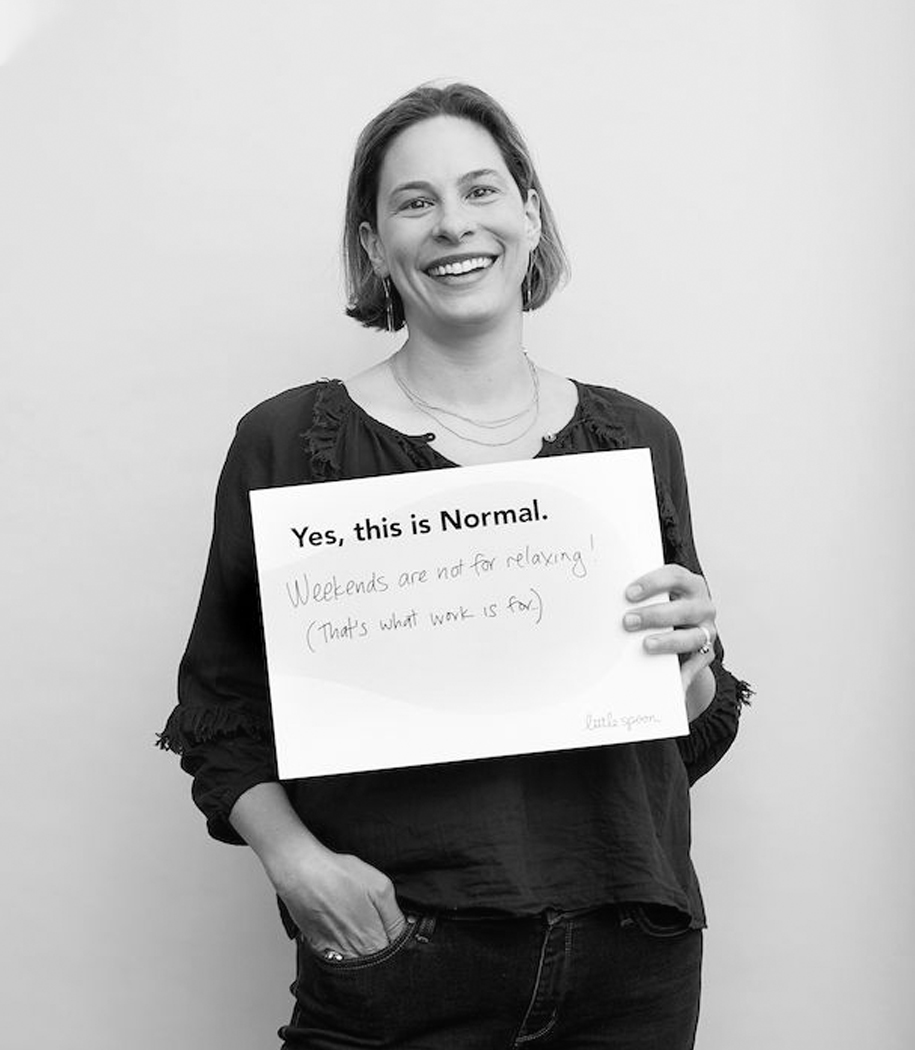 Yes, this is Normal.
Weekends are not for relaxing!
(That's what work is for.)
little spoon